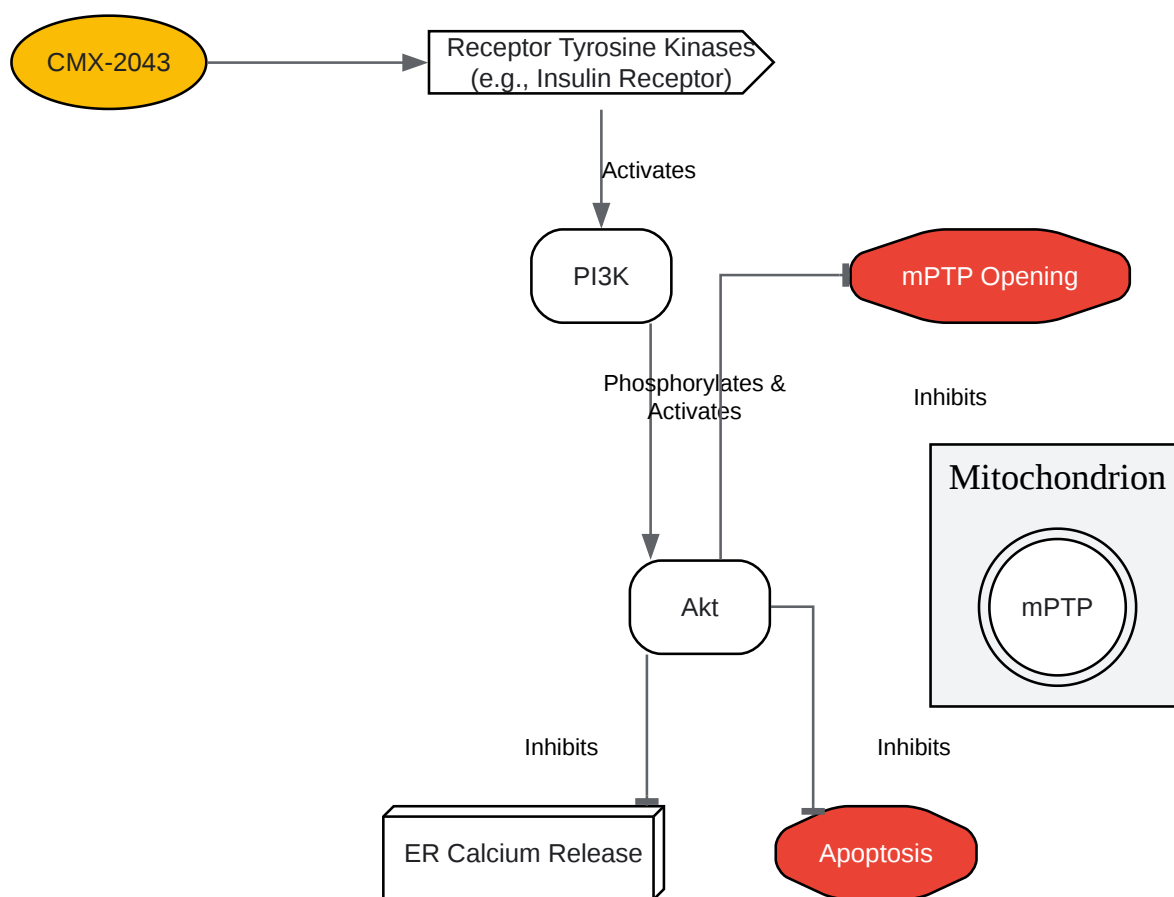 CMX-2043
Receptor Tyrosine Kinases
(e.g., Insulin Receptor)
Activates
PI3K
mPTP Opening
Phosphorylates &
Activates
Inhibits
Mitochondrion
Akt
mPTP
Inhibits
Inhibits
ER Calcium Release
Apoptosis